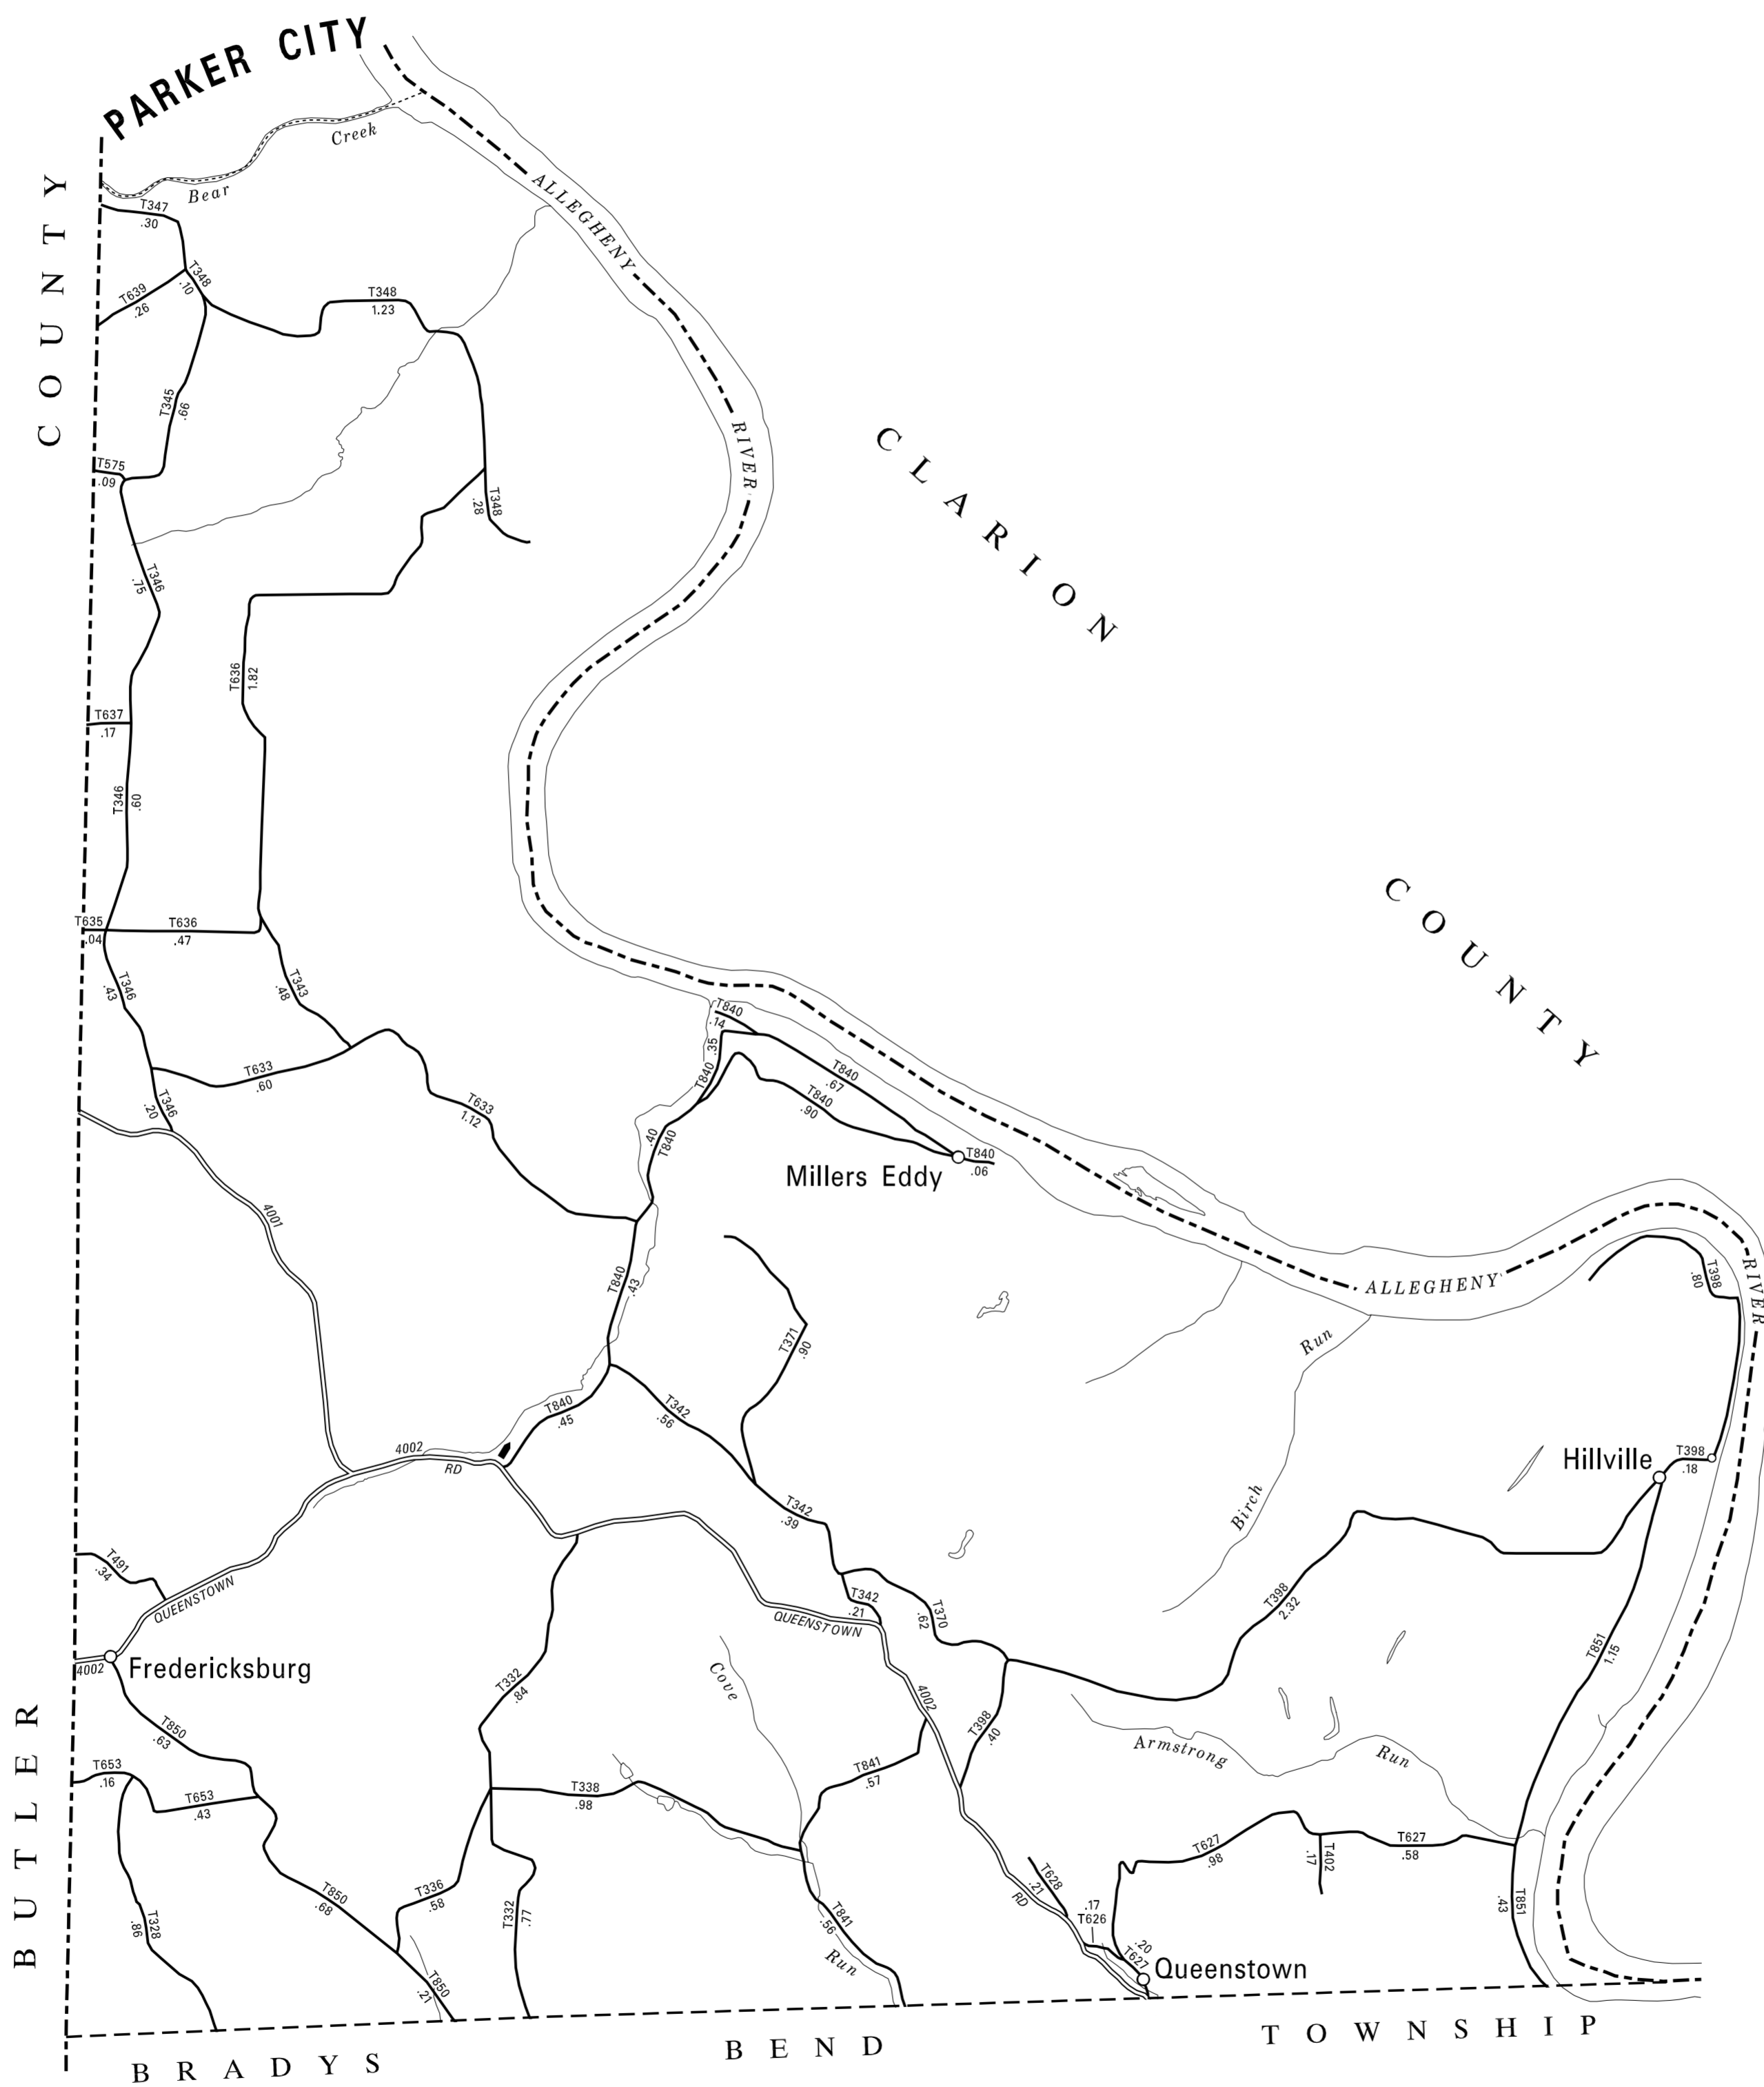 PARKER CITY
Creek
Bear
COUNTY
T347
.30
T348
.10
T639
.26
T348
1.23
ALLEGHENY
RIVER
T345
.66
T575
.09
T348
.28
CLARION
T346
.75
T636
1.82
T637
.17
T346
.60
COUNTY
T635
.04
T636
.47
T346
.43
T343
.48
T840
.14
.35
T840
T840
.67
T840
.90
T633
.60
T346
.20
T633
1.12
.40
T840
Millers Eddy
T840
.06
4001
T840
.43
ALLEGHENY
RIVER
T398
.80
T371
.90
Run
T840
.45
T342
.56
4002
RD
Hillville
T398
.18
Birch
T342
.39
T491
.34
QUEENSTOWN
T342
.21
QUEENSTOWN
T370
.62
T398
2.32
4002
Fredericksburg
T851
1.15
T332
.84
Cove
4002
T398
.40
Armstrong
Run
BUTLER
T850
.63
T653
.16
T653
.43
T338
.98
T841
.57
T627
.98
T627
.58
T402
.17
T628
.21
RD
T850
.68
T336
.58
T332
.77
T328
.86
T841
.56
Run
.17
T626
.20
T627
Queenstown
T851
.43
T850
.21
BRADYS BEND TOWNSHIP